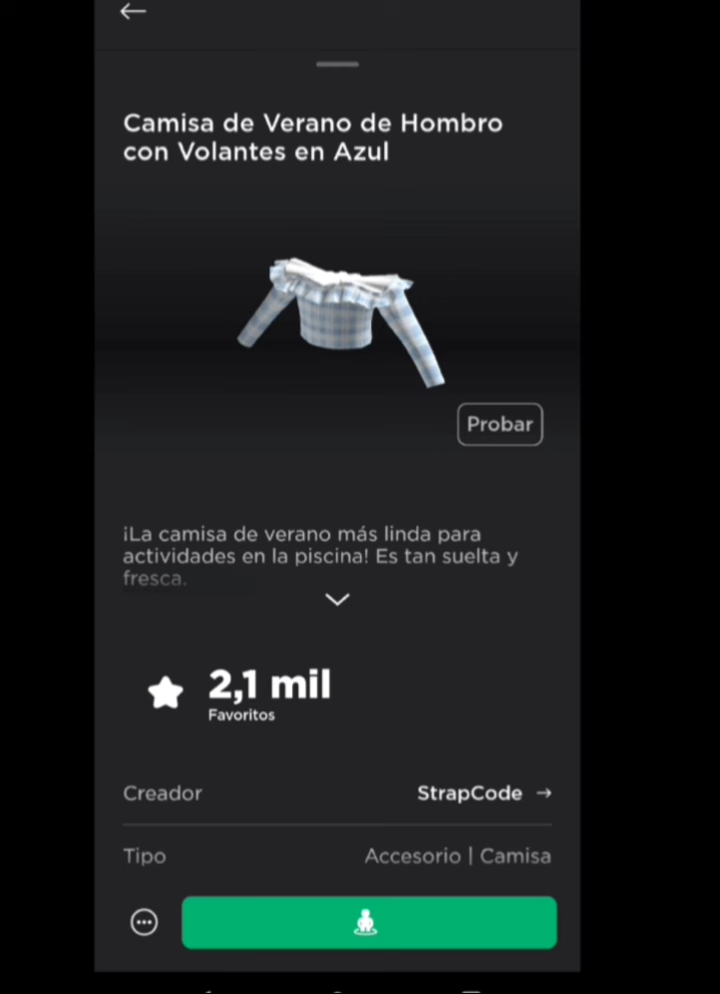 Camisa de Verano de Hombro
con Volantes en Azul
Probar
¡La camisa de verano más linda para
actividades en la piscina! Es tan suelta y
fresca.
2,1 mil
Favoritos
Creador StrapCode →
Tipo Accesorio | Camisa